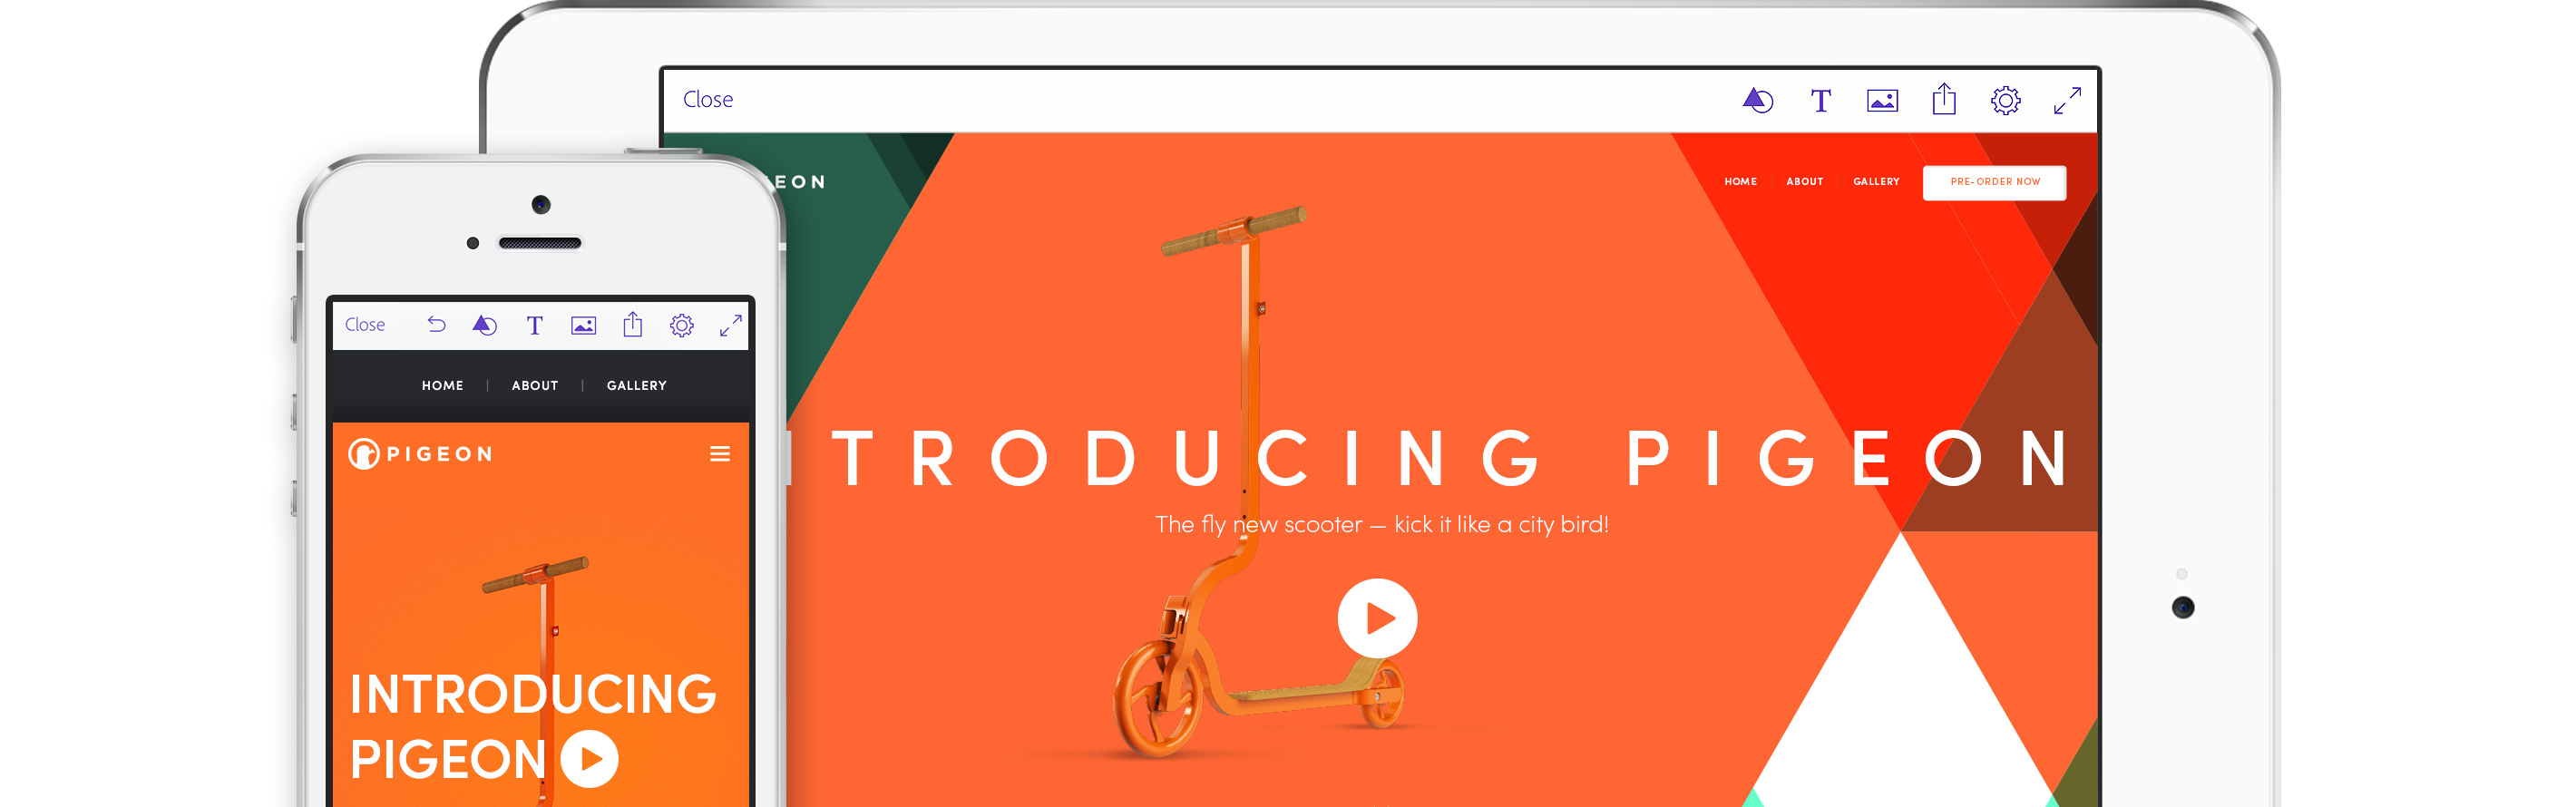 Close
EON
HOME ABOUT GALLERY PRE-ORDER NOW
NTRODUCING PIGEON
The fly new scooter — kick it like a city bird!
Close
HOME | ABOUT | GALLERY
PIGEON
INTRODUCING
PIGEON